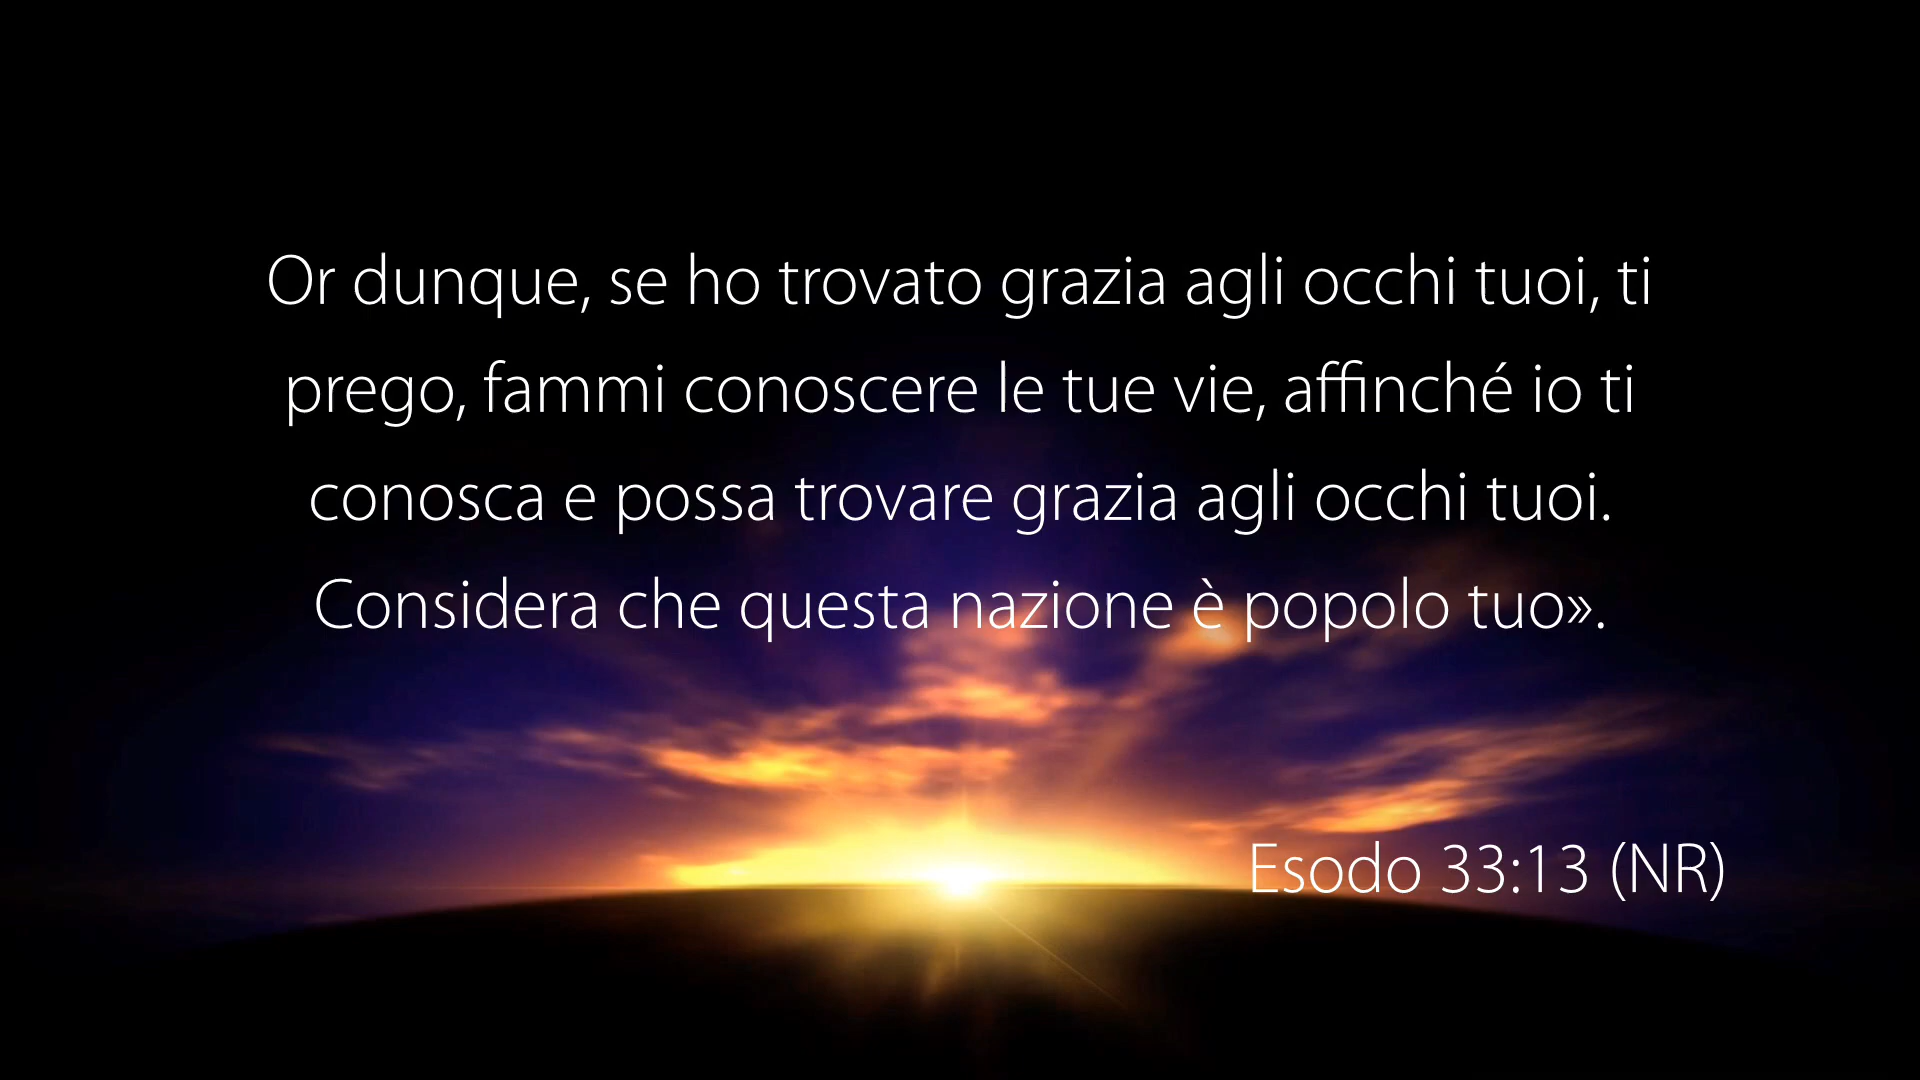 Or dunque, se ho trovato grazia agli occhi tuoi, ti
prego, fammi conoscere le tue vie, affinché io ti
conosca e possa trovare grazia agli occhi tuoi.
Considera che questa nazione è popolo tuo».
Esodo 33:13 (NR)